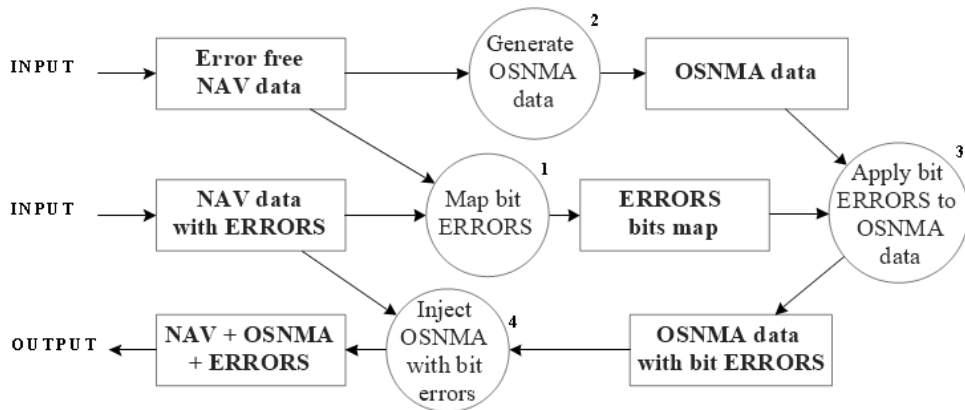 INPUT
Error free
NAV data
Generate
OSNMA
data
2
OSNMA data
INPUT
NAV data
with ERRORS
Map bit
ERRORS
1
ERRORS
bits map
Apply bit
ERRORS to
OSNMA
data
3
OUTPUT
NAV + OSNMA
+ ERRORS
Inject
OSNMA
with bit
errors
4
OSNMA data
with bit ERRORS